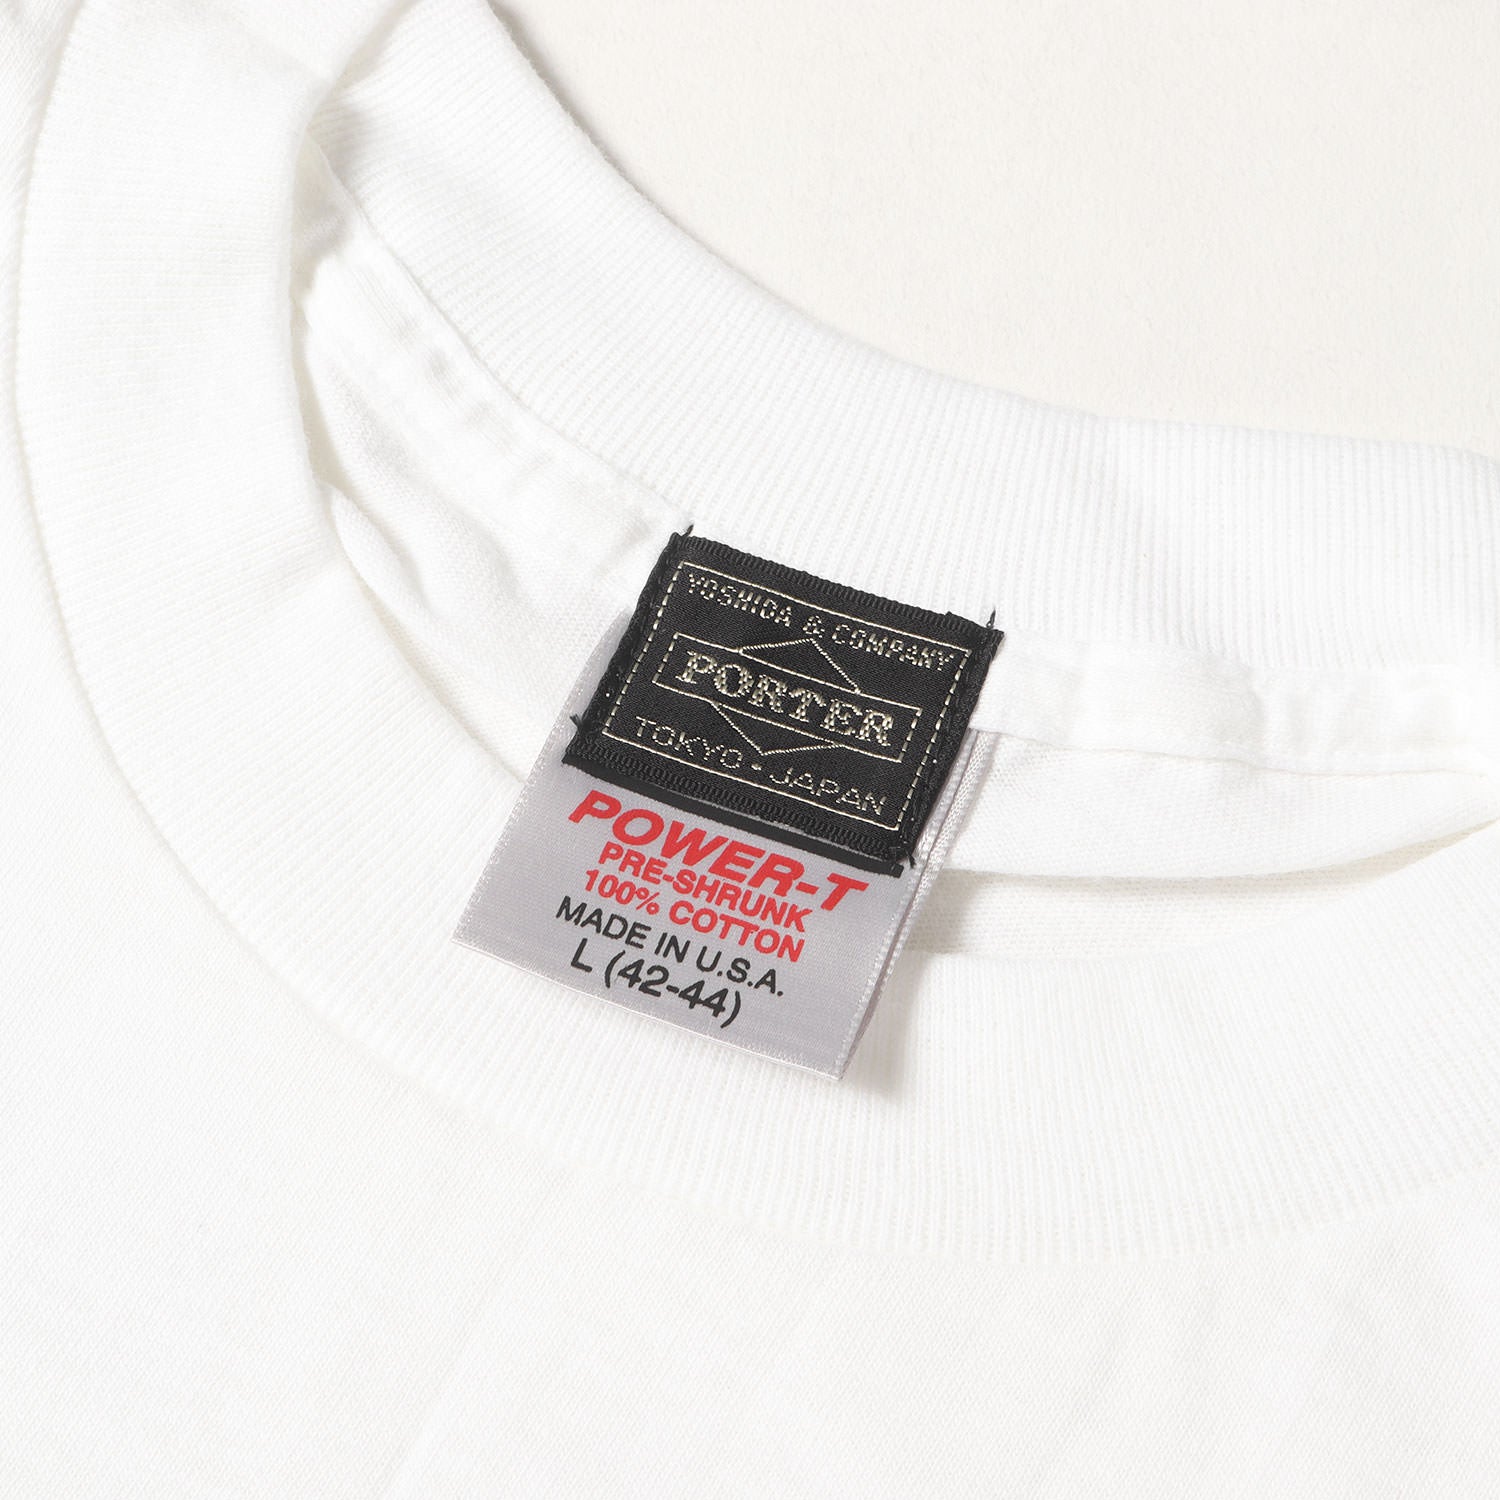 YOSHIDA & COMPANY
PORTER
TOKYO • JAPAN
POWER-T
PRE-SHRUNK
100% COTTON
MADE IN U.S.A.
L (42-44)